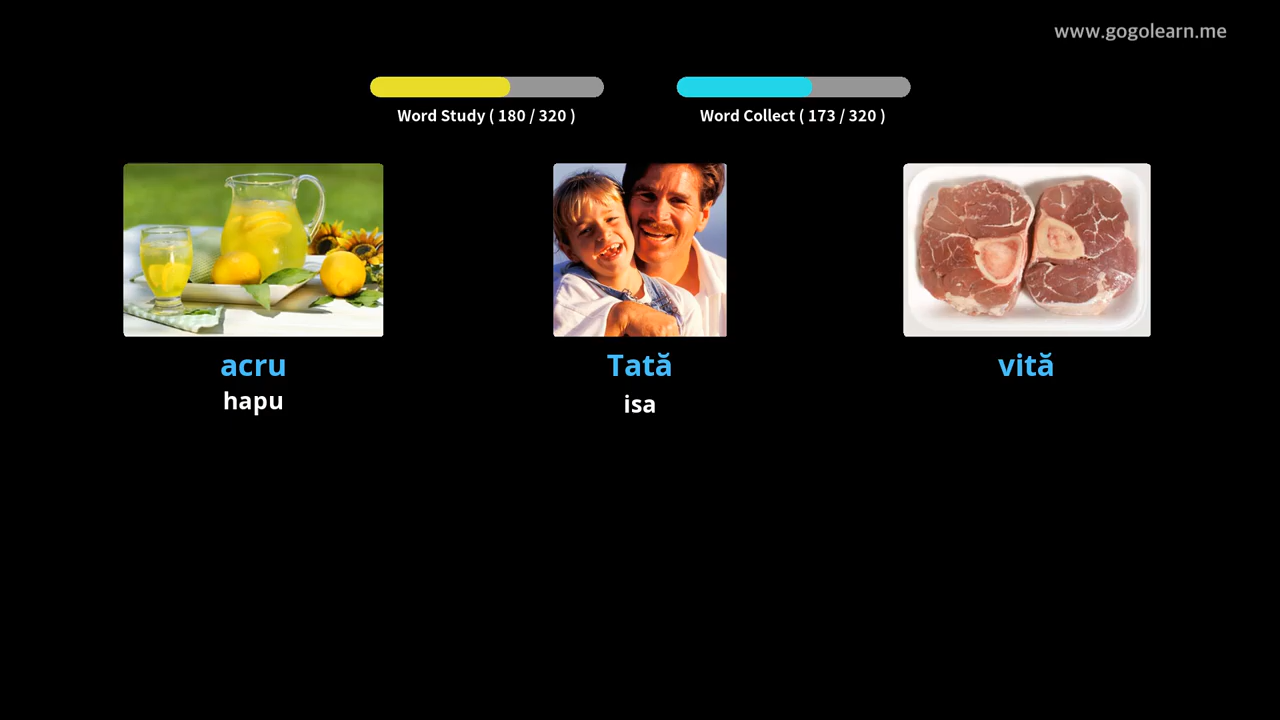 www.gogolearn.me
Word Study ( 180 / 320 )
Word Collect ( 173 / 320 )
acru
hapu
Tată
isa
vită